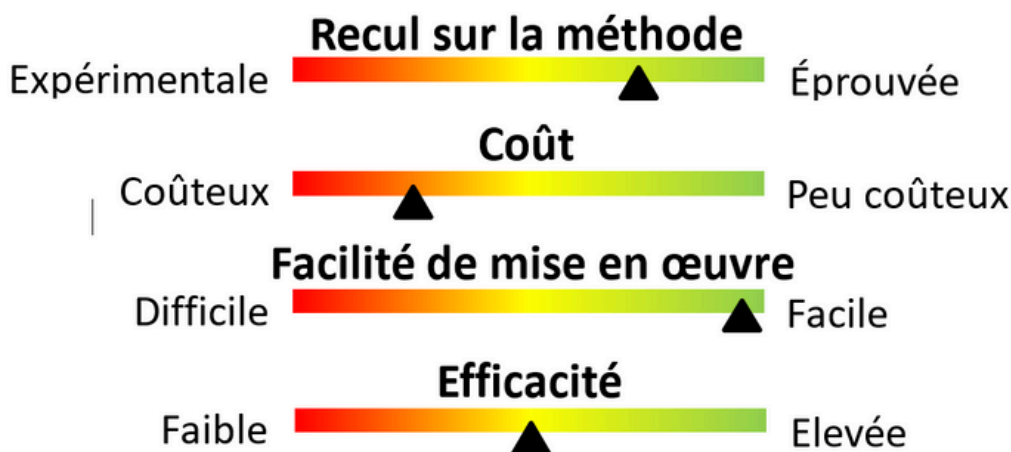 Recul sur la méthode
Expérimentale Éprouvée
Coût
Coûteux Peu coûteux
Facilité de mise en œuvre
Difficile Facile
Efficacité
Faible Elevée